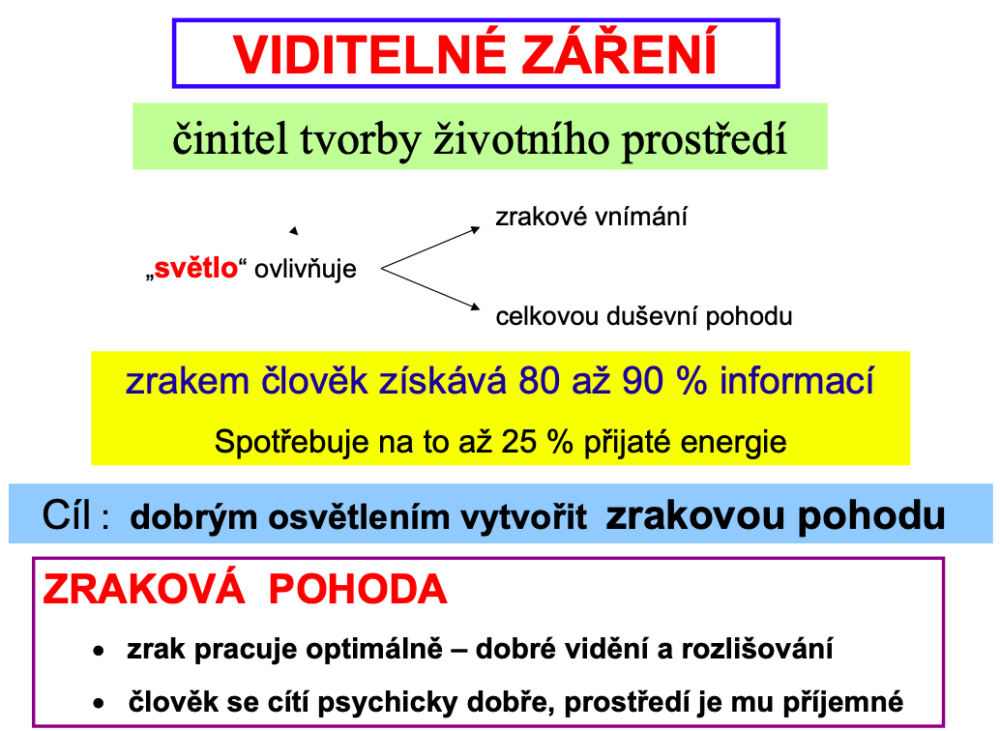 VIDITELNÉ ZÁŘENÍ
činitel tvorby životního prostředí
zrakové vnímání
„světlo“ ovlivňuje
celkovou duševní pohodu
zrakem člověk získává 80 až 90 % informací
Spotřebuje na to až 25 % přijaté energie
Cíl : dobrým osvětlením vytvořit zrakovou pohodu
ZRAKOVÁ POHODA
• zrak pracuje optimálně – dobré vidění a rozlišování
• člověk se cítí psychicky dobře, prostředí je mu příjemné